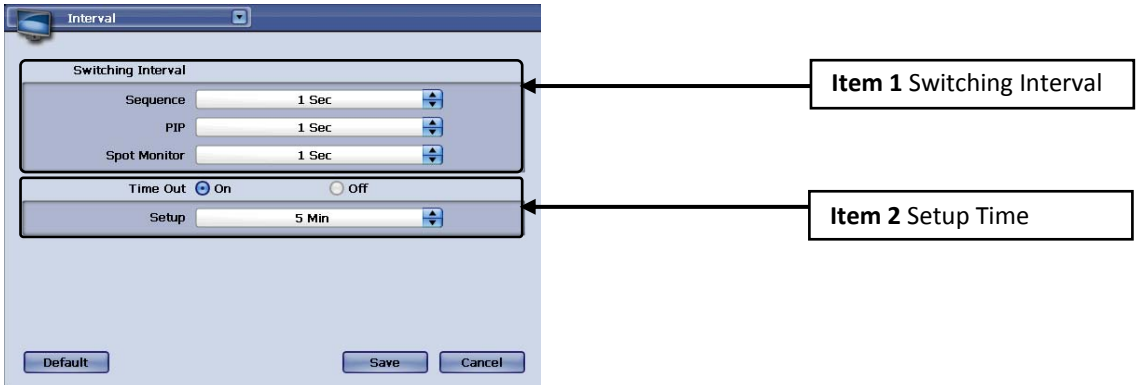 Interval
Switching Interval
Item 1 Switching Interval
Sequence 1 Sec
PIP 1 Sec
Spot Monitor 1 Sec
Time Out On Off
Setup 5 Min
Item 2 Setup Time
Default Save Cancel